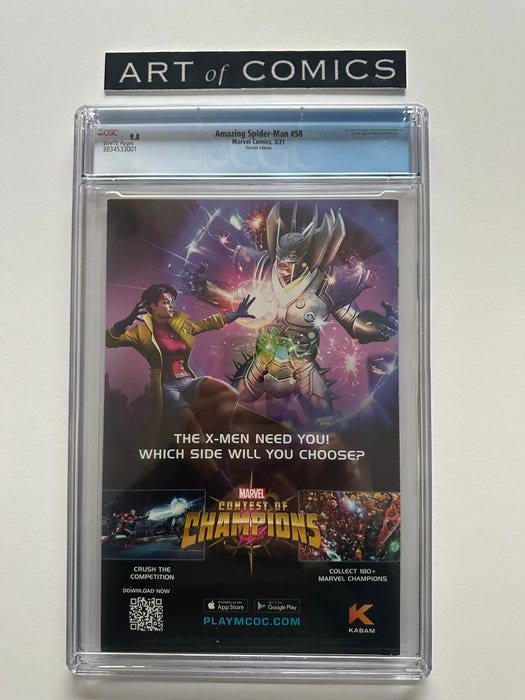 ART of COMICS
CGC
9.8
WHITE Pages
3834533001
Amazing Spider-Man #58
Marvel Comics, 3/21
Variant Edition
THE X-MEN NEED YOU!
WHICH SIDE WILL YOU CHOOSE?
MARVEL
CONTEST OF
CHAMPIONS
CRUSH THE
COMPETITION
COLLECT 180+
MARVEL CHAMPIONS
DOWNLOAD NOW
App Store
Google Play
PLAYMCOC.COM
KABAM